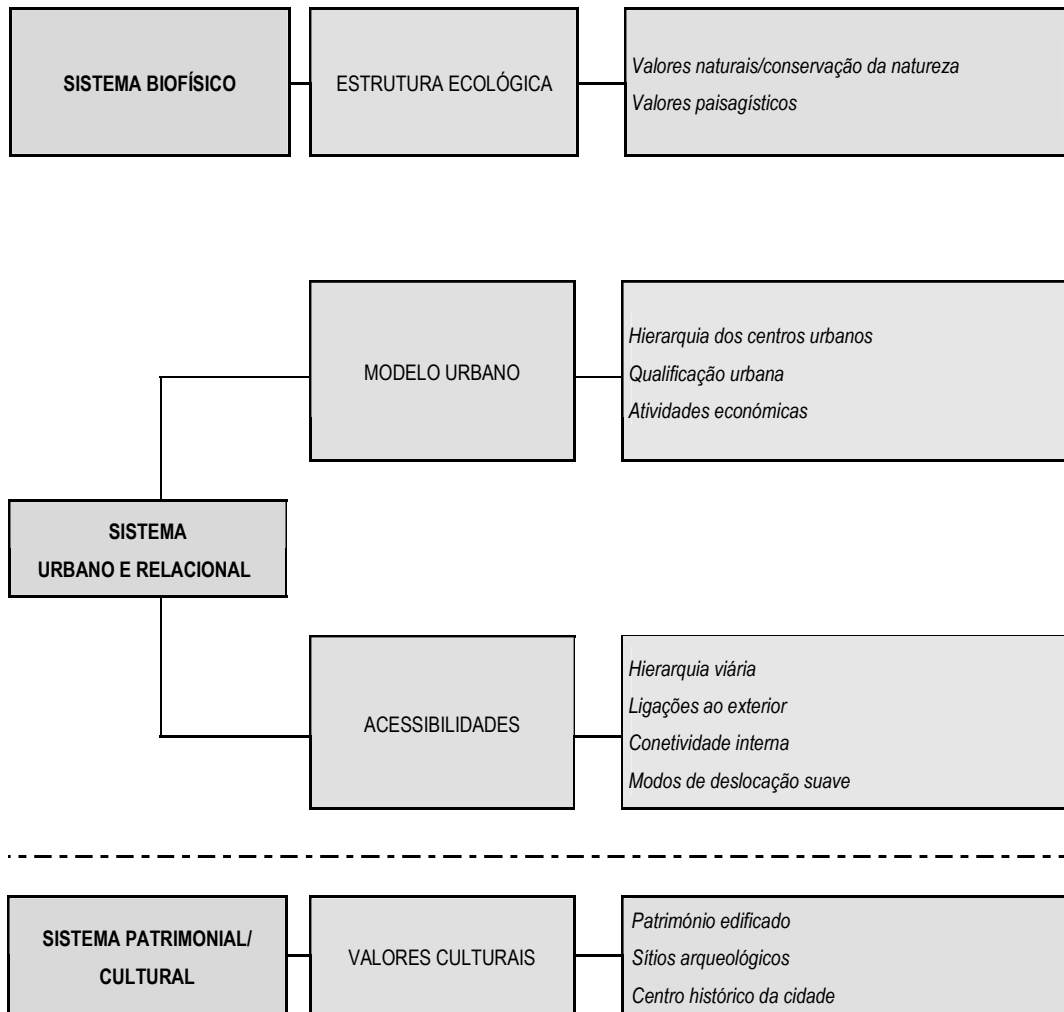 SISTEMA BIOFÍSICO
ESTRUTURA ECOLÓGICA
Valores naturais/conservação da natureza
Valores paisagísticos
MODELO URBANO
Hierarquia dos centros urbanos
Qualificação urbana
Atividades económicas
SISTEMA
URBANO E RELACIONAL
ACESSIBILIDADES
Hierarquia viária
Ligações ao exterior
Conetividade interna
Modos de deslocação suave
SISTEMA PATRIMONIAL/
CULTURAL
VALORES CULTURAIS
Património edificado
Sítios arqueológicos
Centro histórico da cidade